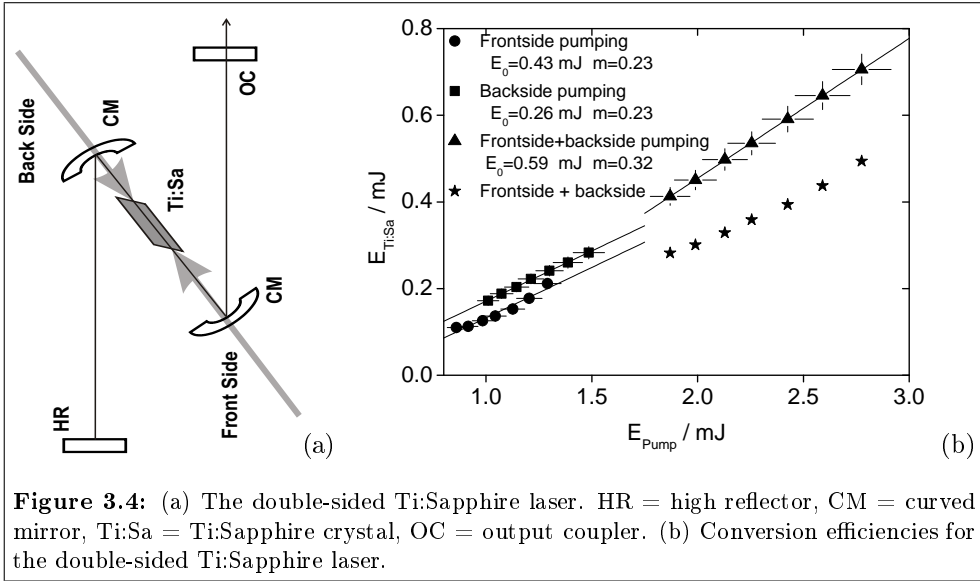 Back Side
CM
Ti:Sa
OC
CM
Front Side
HR
(a)
0.8
0.6
0.4
0.2
0.0
E_Ti:Sa / mJ
Frontside pumping
E_0=0.43 mJ m=0.23
Backside pumping
E_0=0.26 mJ m=0.23
Frontside+backside pumping
E_0=0.59 mJ m=0.32
Frontside + backside
1.0 1.5 2.0 2.5 3.0
E_Pump / mJ
(b)
Figure 3.4: (a) The double-sided Ti:Sapphire laser. HR = high reflector, CM = curved
mirror, Ti:Sa = Ti:Sapphire crystal, OC = output coupler. (b) Conversion efficiencies for
the double-sided Ti:Sapphire laser.